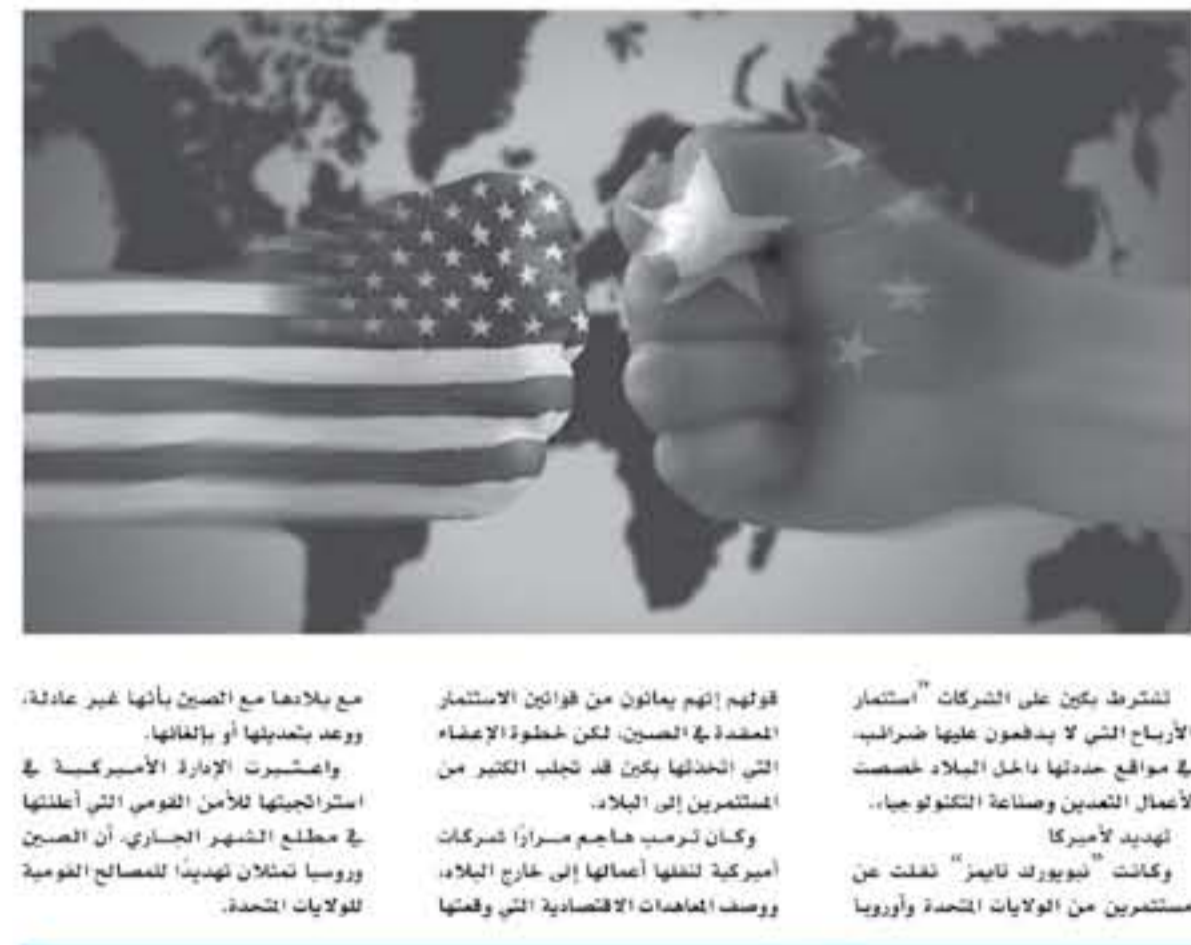 تشترط بكين على الشركات "استثمار
الأرباح التي لا يدفعون عليها ضرائب،
في مواقع حددتها داخل البلاد خصصت
لأعمال التعدين وصناعة التكنولوجيا».
تهديد لأميركا
وكانت "نيويورك تايمز" نقلت عن
مستثمرين من الولايات المتحدة وأوروبا
قولهم إنهم يعانون من قوانين الاستثمار
المعقدة في الصين، لكن خطوة الإعفاء
التي اتخذتها بكين قد تجلب الكثير من
المستثمرين إلى البلاد.
وكان ترمب هاجم مرارًا شركات
أميركية لنقلها أعمالها إلى خارج البلاد،
ووصف المعاهدات الاقتصادية التي وقعتها
مع بلادها مع الصين بأنها غير عادلة،
ووعد بتعديلها أو بإلغائها.
واعتبرت الإدارة الأميركية في
استراتجيتها للأمن القومي التي أعلنتها
في مطلع الشهر الجاري، أن الصين
وروسيا تمثلان تهديدًا للمصالح القومية
للولايات المتحدة.